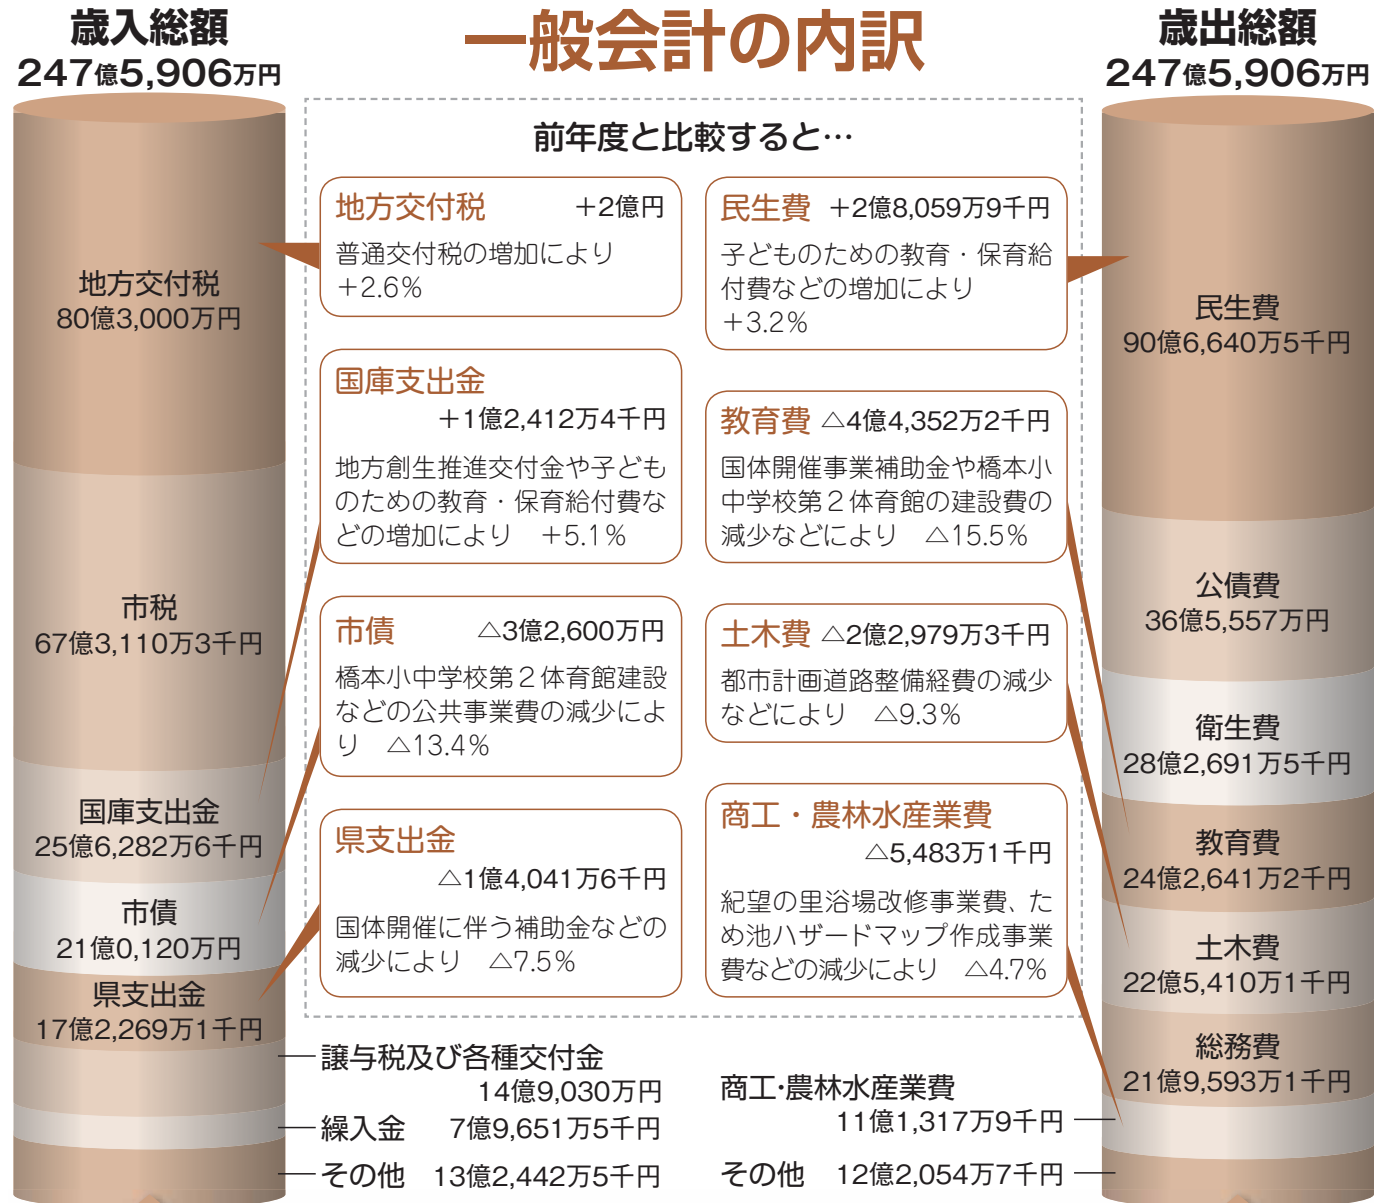 一般会計の内訳
歳入総額
247億5,906万円
地方交付税
80億3,000万円
市税
67億3,110万3千円
国庫支出金
25億6,282万6千円
市債
21億0,120万円
県支出金
17億2,269万1千円
譲与税及び各種交付金
14億9,030万円
繰入金 7億9,651万5千円
その他 13億2,442万5千円
前年度と比較すると…
地方交付税 ＋2億円
普通交付税の増加により
＋2.6%
国庫支出金
＋1億2,412万4千円
地方創生推進交付金や子ども
のための教育・保育給付費な
どの増加により ＋5.1%
市債 △3億2,600万円
橋本小中学校第２体育館建設
などの公共事業費の減少によ
り △13.4%
県支出金
△1億4,041万6千円
国体開催に伴う補助金などの
減少により △7.5%
民生費 ＋2億8,059万9千円
子どものための教育・保育給
付費などの増加により
＋3.2%
教育費 △4億4,352万2千円
国体開催事業補助金や橋本小
中学校第２体育館の建設費の
減少などにより △15.5%
土木費 △2億2,979万3千円
都市計画道路整備経費の減少
などにより △9.3%
商工・農林水産業費
△5,483万1千円
紀望の里浴場改修事業費、た
め池ハザードマップ作成事業
費などの減少により △4.7%
歳出総額
247億5,906万円
民生費
90億6,640万5千円
公債費
36億5,557万円
衛生費
28億2,691万5千円
教育費
24億2,641万2千円
土木費
22億5,410万1千円
総務費
21億9,593万1千円
商工･農林水産業費
11億1,317万9千円
その他 12億2,054万7千円